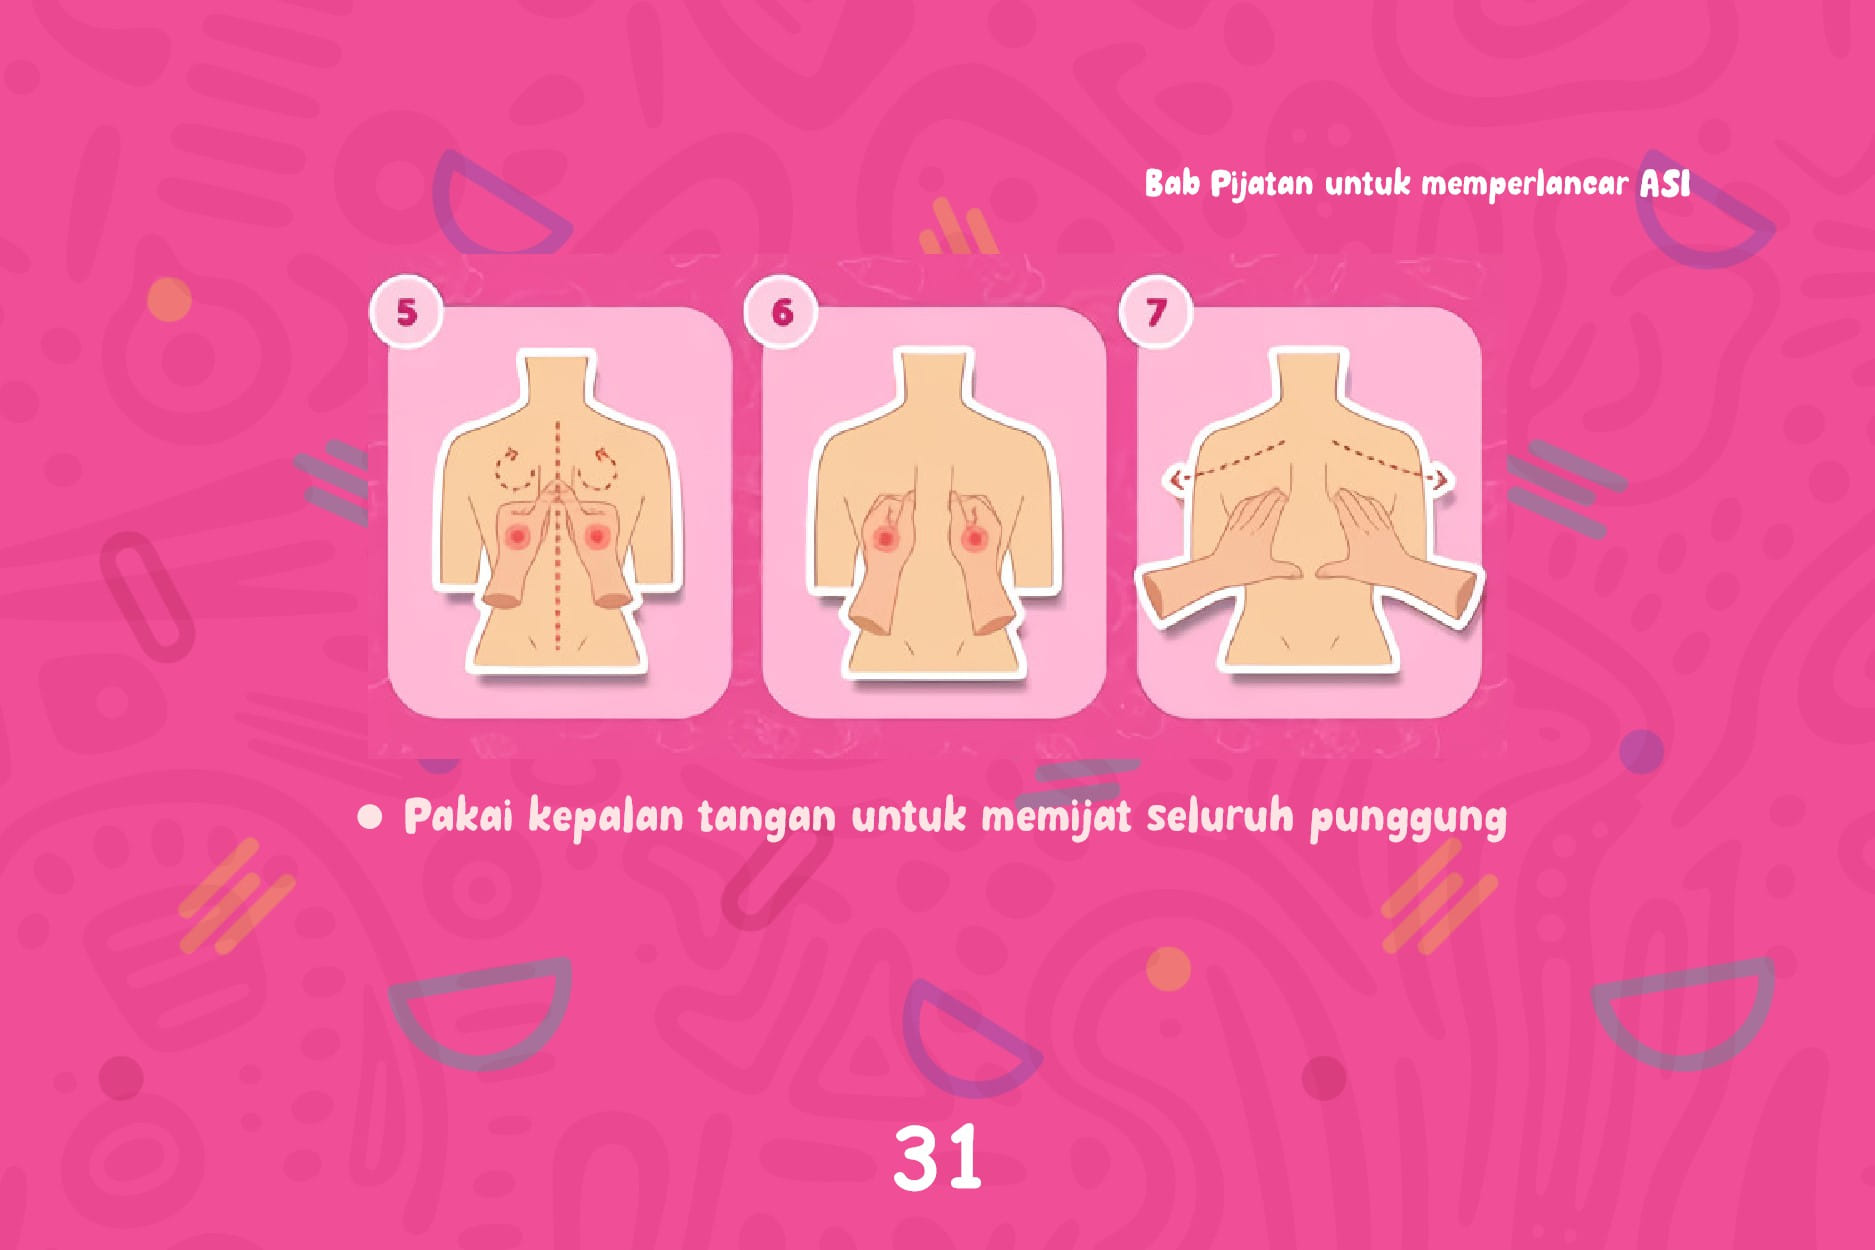 Bab Pijatan untuk memperlancar ASI
5
6
7
Pakai kepalan tangan untuk memijat seluruh punggung
31